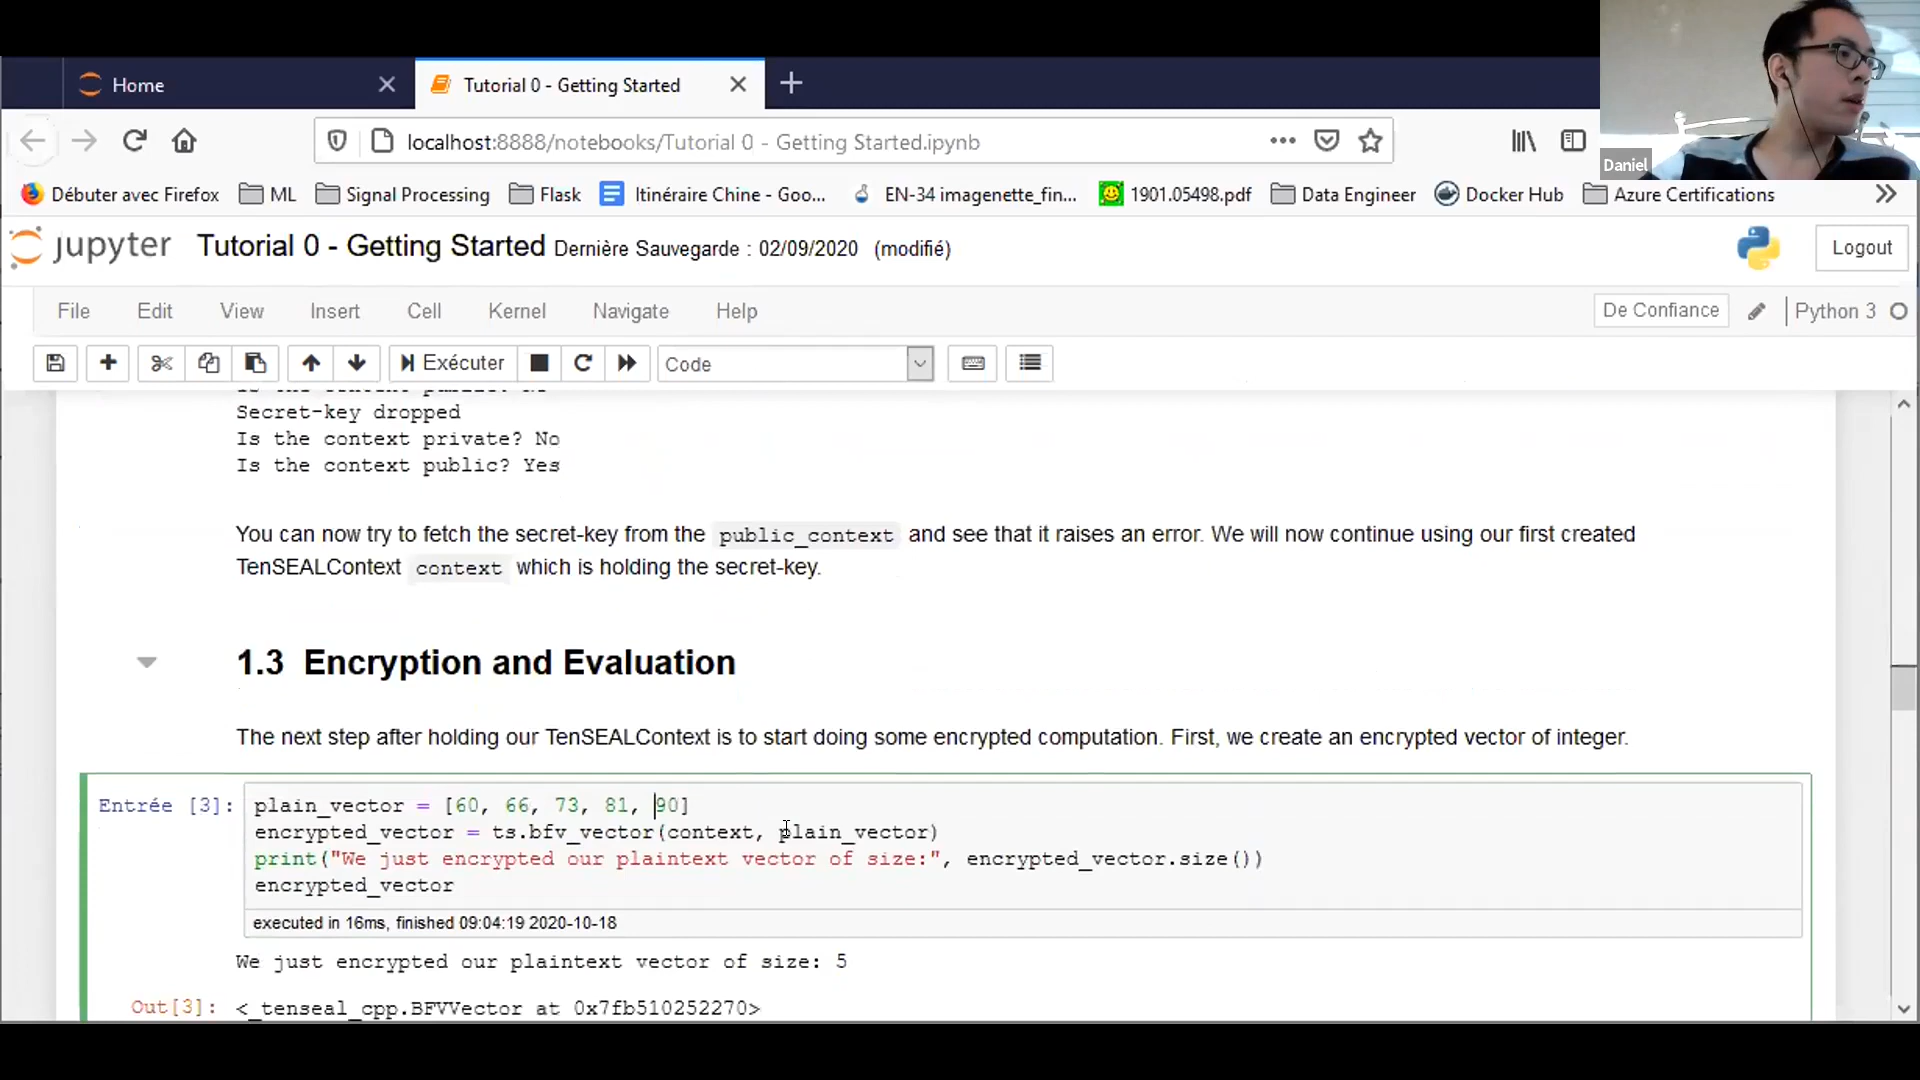 Home
Tutorial 0 - Getting Started
localhost:8888/notebooks/Tutorial 0 - Getting Started.ipynb
Daniel
Débuter avec Firefox ML Signal Processing Flask Itinéraire Chine - Goo... EN-34 imagenette_fin... 1901.05498.pdf Data Engineer Docker Hub Azure Certifications
jupyter Tutorial 0 - Getting Started Dernière Sauvegarde : 02/09/2020 (modifié) Logout
File Edit View Insert Cell Kernel Navigate Help De Confiance Python 3
Exécuter Code
Secret-key dropped
Is the context private? No
Is the context public? Yes
You can now try to fetch the secret-key from the public_context and see that it raises an error. We will now continue using our first created
TenSEALContext context which is holding the secret-key.
1.3 Encryption and Evaluation
The next step after holding our TenSEALContext is to start doing some encrypted computation. First, we create an encrypted vector of integer.
Entrée [3]: plain_vector = [60, 66, 73, 81, 90]
encrypted_vector = ts.bfv_vector(context, plain_vector)
print("We just encrypted our plaintext vector of size:", encrypted_vector.size())
encrypted_vector
executed in 16ms, finished 09:04:19 2020-10-18
We just encrypted our plaintext vector of size: 5
Out[3]: <_tenseal_cpp.BFVVector at 0x7fb510252270>